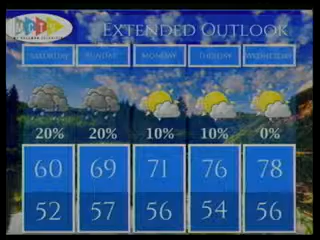 EXTENDED OUTLOOK
SATURDAY SUNDAY MONDAY TUESDAY WEDNESDAY
20% 20% 10% 10% 0%
60 69 71 76 78
52 57 56 54 56